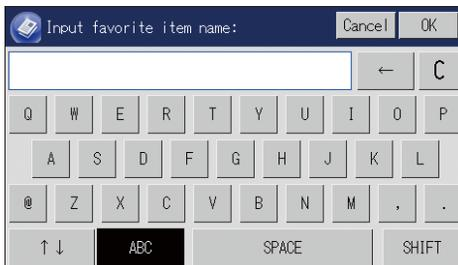 Input favorite item name: Cancel OK
← C
Q W E R T Y U I O P
A S D F G H J K L
@ Z X C V B N M , .
↑↓ ABC SPACE SHIFT